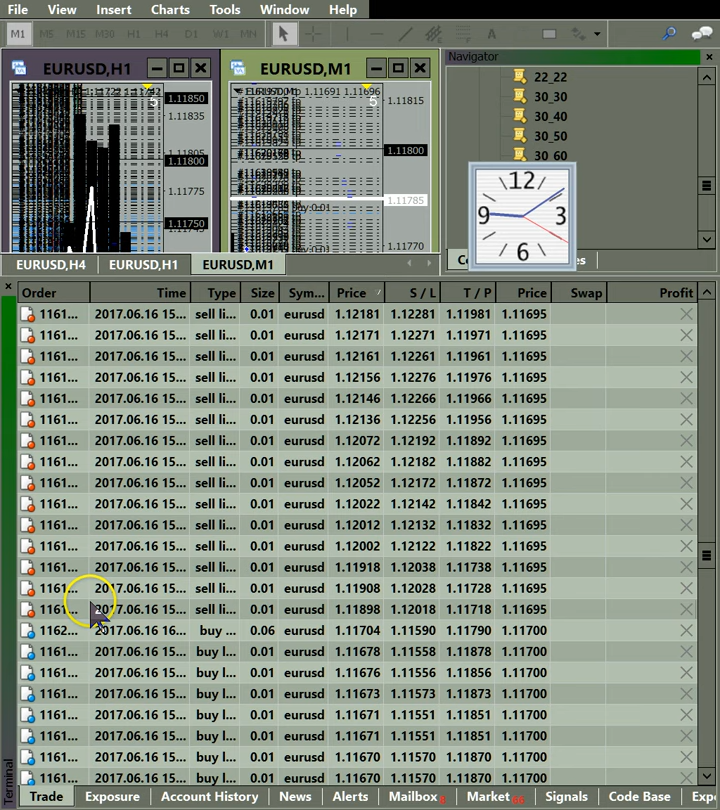 File View Insert Charts Tools Window Help
M1 M5 M15 M30 H1 H4 D1 W1 MN A
EURUSD,H1
EURUSD,M1
Navigator
1.11850
1.11835
1.11800
1.11775
1.11750
5
1.11691 1.11696
5
1.11815
1.11800
1.11785
1.11770
22_22
30_30
30_40
30_50
30_60
12
3
6
9
EURUSD,H4 EURUSD,H1 EURUSD,M1
Order Time Type Size Sym... Price / S / L T / P Price Swap Profit
1161... 2017.06.16 15... sell li... 0.01 eurusd 1.12181 1.12281 1.11981 1.11695
1161... 2017.06.16 15... sell li... 0.01 eurusd 1.12171 1.12271 1.11971 1.11695
1161... 2017.06.16 15... sell li... 0.01 eurusd 1.12161 1.12261 1.11961 1.11695
1161... 2017.06.16 15... sell li... 0.01 eurusd 1.12156 1.12276 1.11976 1.11695
1161... 2017.06.16 15... sell li... 0.01 eurusd 1.12146 1.12266 1.11966 1.11695
1161... 2017.06.16 15... sell li... 0.01 eurusd 1.12136 1.12256 1.11956 1.11695
1161... 2017.06.16 15... sell li... 0.01 eurusd 1.12072 1.12192 1.11892 1.11695
1161... 2017.06.16 15... sell li... 0.01 eurusd 1.12062 1.12182 1.11882 1.11695
1161... 2017.06.16 15... sell li... 0.01 eurusd 1.12052 1.12172 1.11872 1.11695
1161... 2017.06.16 15... sell li... 0.01 eurusd 1.12022 1.12142 1.11842 1.11695
1161... 2017.06.16 15... sell li... 0.01 eurusd 1.12012 1.12132 1.11832 1.11695
1161... 2017.06.16 15... sell li... 0.01 eurusd 1.12002 1.12122 1.11822 1.11695
1161... 2017.06.16 15... sell li... 0.01 eurusd 1.11918 1.12038 1.11738 1.11695
1161... 2017.06.16 15... sell li... 0.01 eurusd 1.11908 1.12028 1.11728 1.11695
1161... 2017.06.16 15... sell li... 0.01 eurusd 1.11898 1.12018 1.11718 1.11695
1162... 2017.06.16 16... buy ... 0.06 eurusd 1.11704 1.11590 1.11790 1.11700
1161... 2017.06.16 15... buy l... 0.01 eurusd 1.11678 1.11558 1.11878 1.11700
1161... 2017.06.16 15... buy l... 0.01 eurusd 1.11676 1.11556 1.11856 1.11700
1161... 2017.06.16 15... buy l... 0.01 eurusd 1.11673 1.11573 1.11873 1.11700
1161... 2017.06.16 15... buy l... 0.01 eurusd 1.11671 1.11551 1.11851 1.11700
1161... 2017.06.16 15... buy l... 0.01 eurusd 1.11671 1.11551 1.11851 1.11700
1161... 2017.06.16 15... buy l... 0.01 eurusd 1.11670 1.11570 1.11870 1.11700
1161... 2017.06.16 15... buy l... 0.01 eurusd 1.11670 1.11570 1.11870 1.11700
Terminal
Trade Exposure Account History News Alerts Mailbox Market Signals Code Base Exp